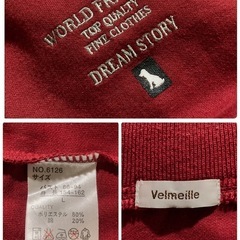 WORLD FR
TOP QUALITY
FINE CLOTHES
DREAM STORY
NO.6126
サイズ
L
ポリエステル
20%
Velmeille